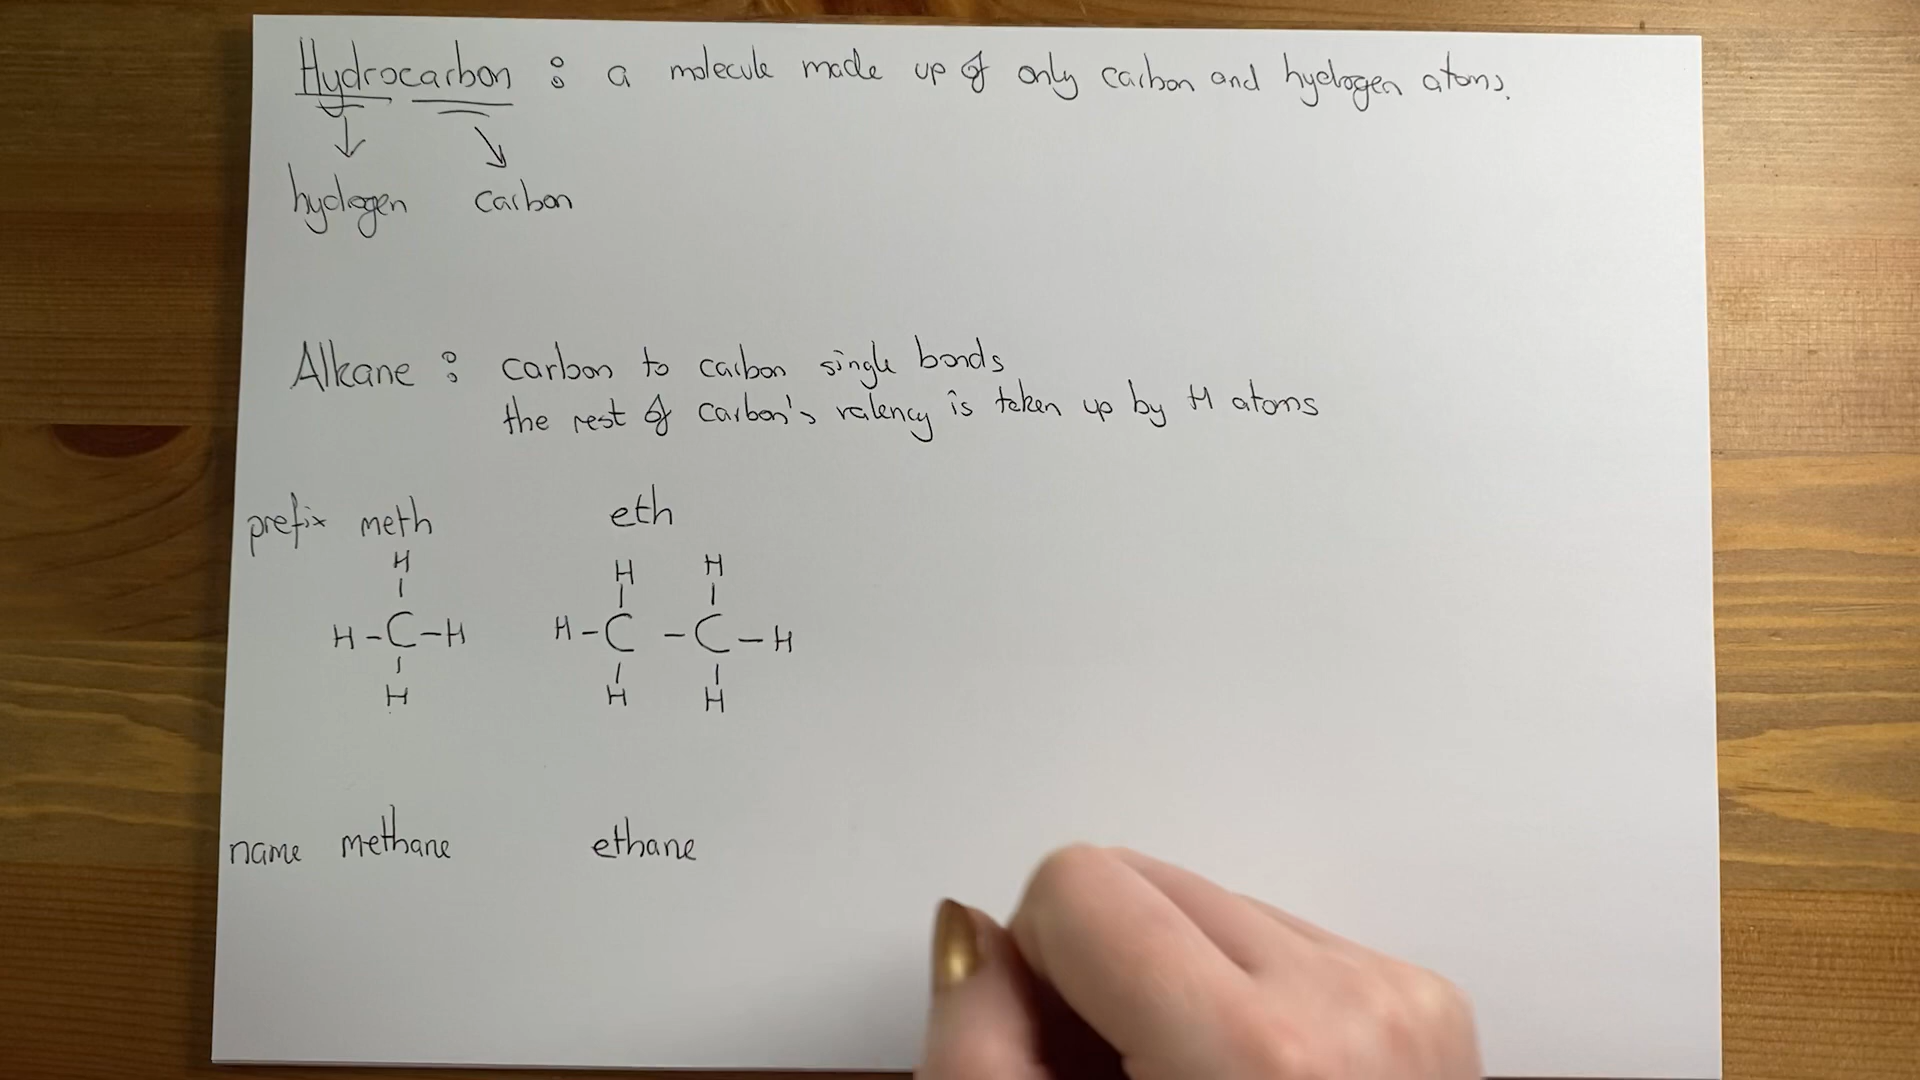 Hydrocarbon : a molecule made up of only carbon and hydrogen atoms.
hydrogen carbon
Alkane : carbon to carbon single bonds
the rest of carbon's valency is taken up by H atoms
prefix meth eth
H H H
H-C-H H-C-C-H
H H H
name methane ethane